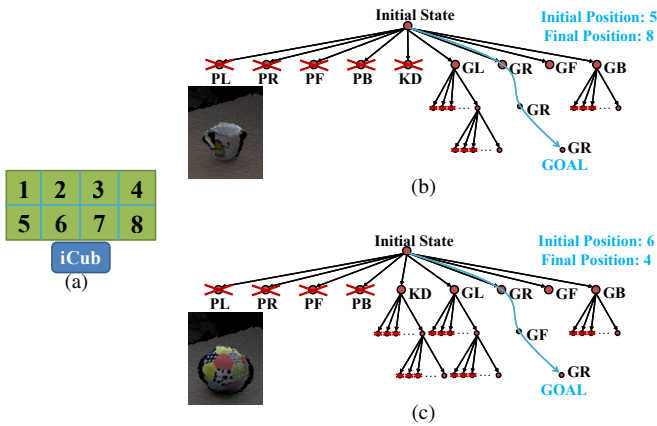 Initial State
Initial Position: 5
Final Position: 8
PL PR PF PB KD GL GR GF GB
GR
GR
GOAL
(b)
1 2 3 4
5 6 7 8
iCub
(a)
Initial State
Initial Position: 6
Final Position: 4
PL PR PF PB KD GL GR GF GB
GF
GR
GOAL
(c)